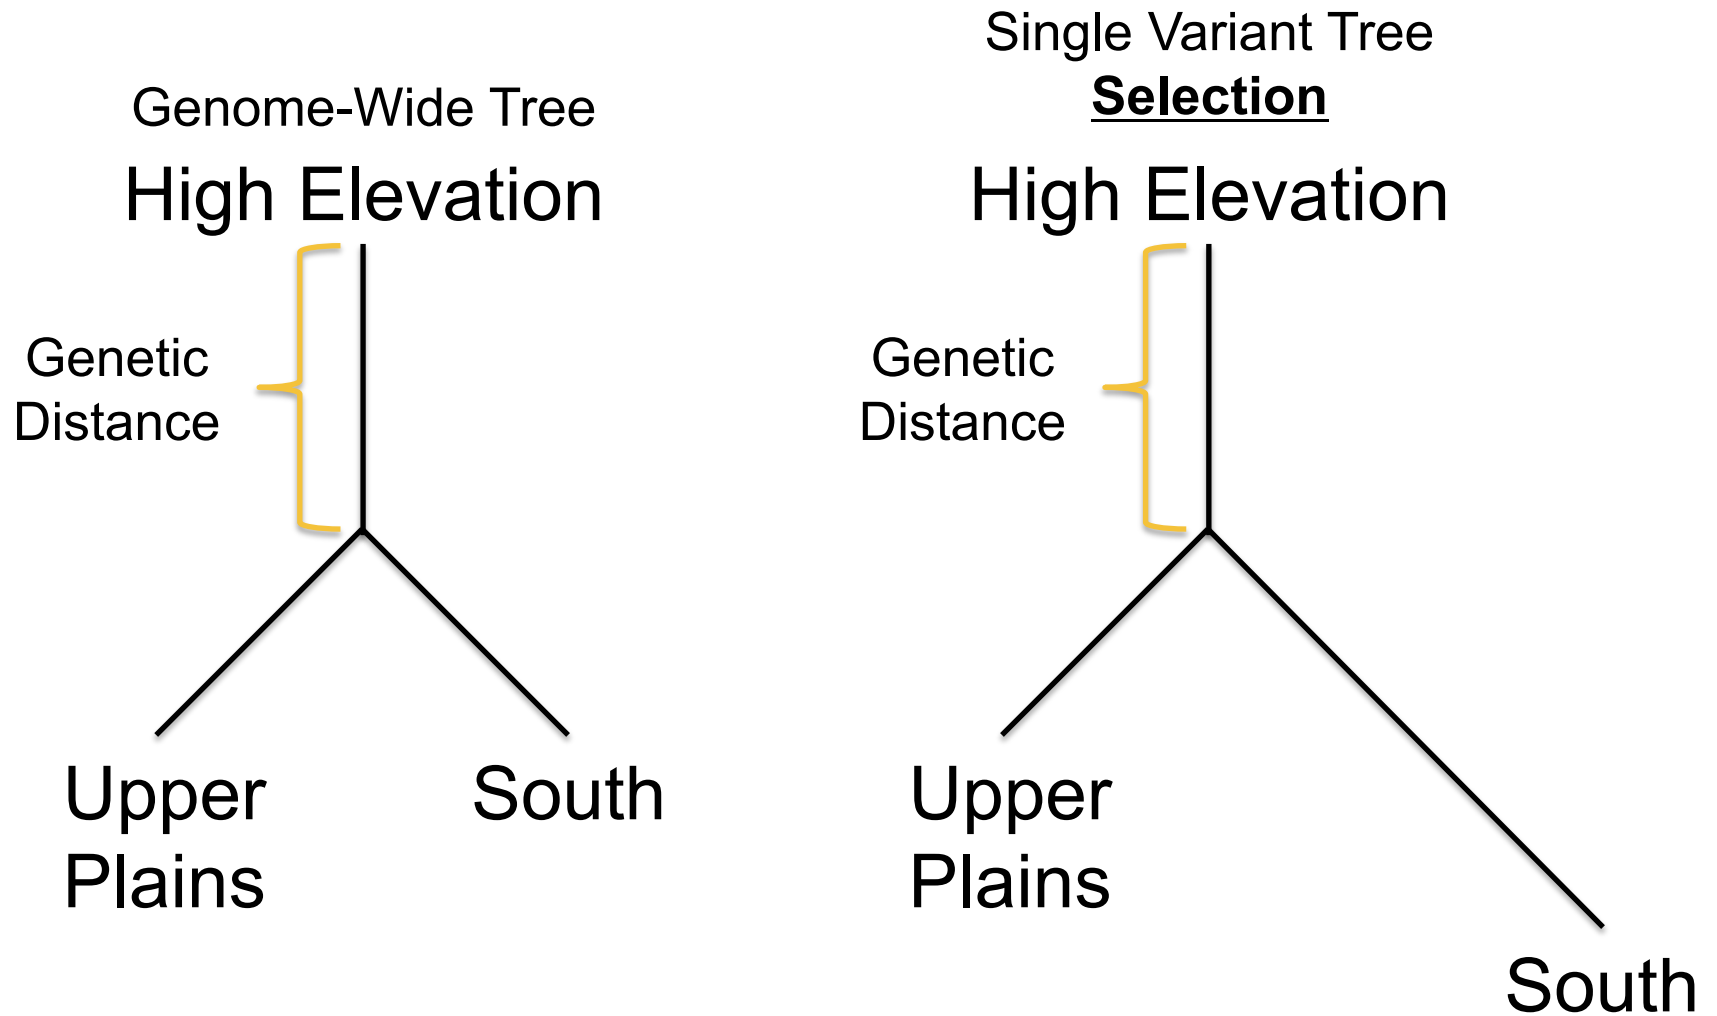 Genome-Wide Tree
High Elevation
Genetic
Distance
Upper
Plains
South
Single Variant Tree
Selection
High Elevation
Genetic
Distance
Upper
Plains
South